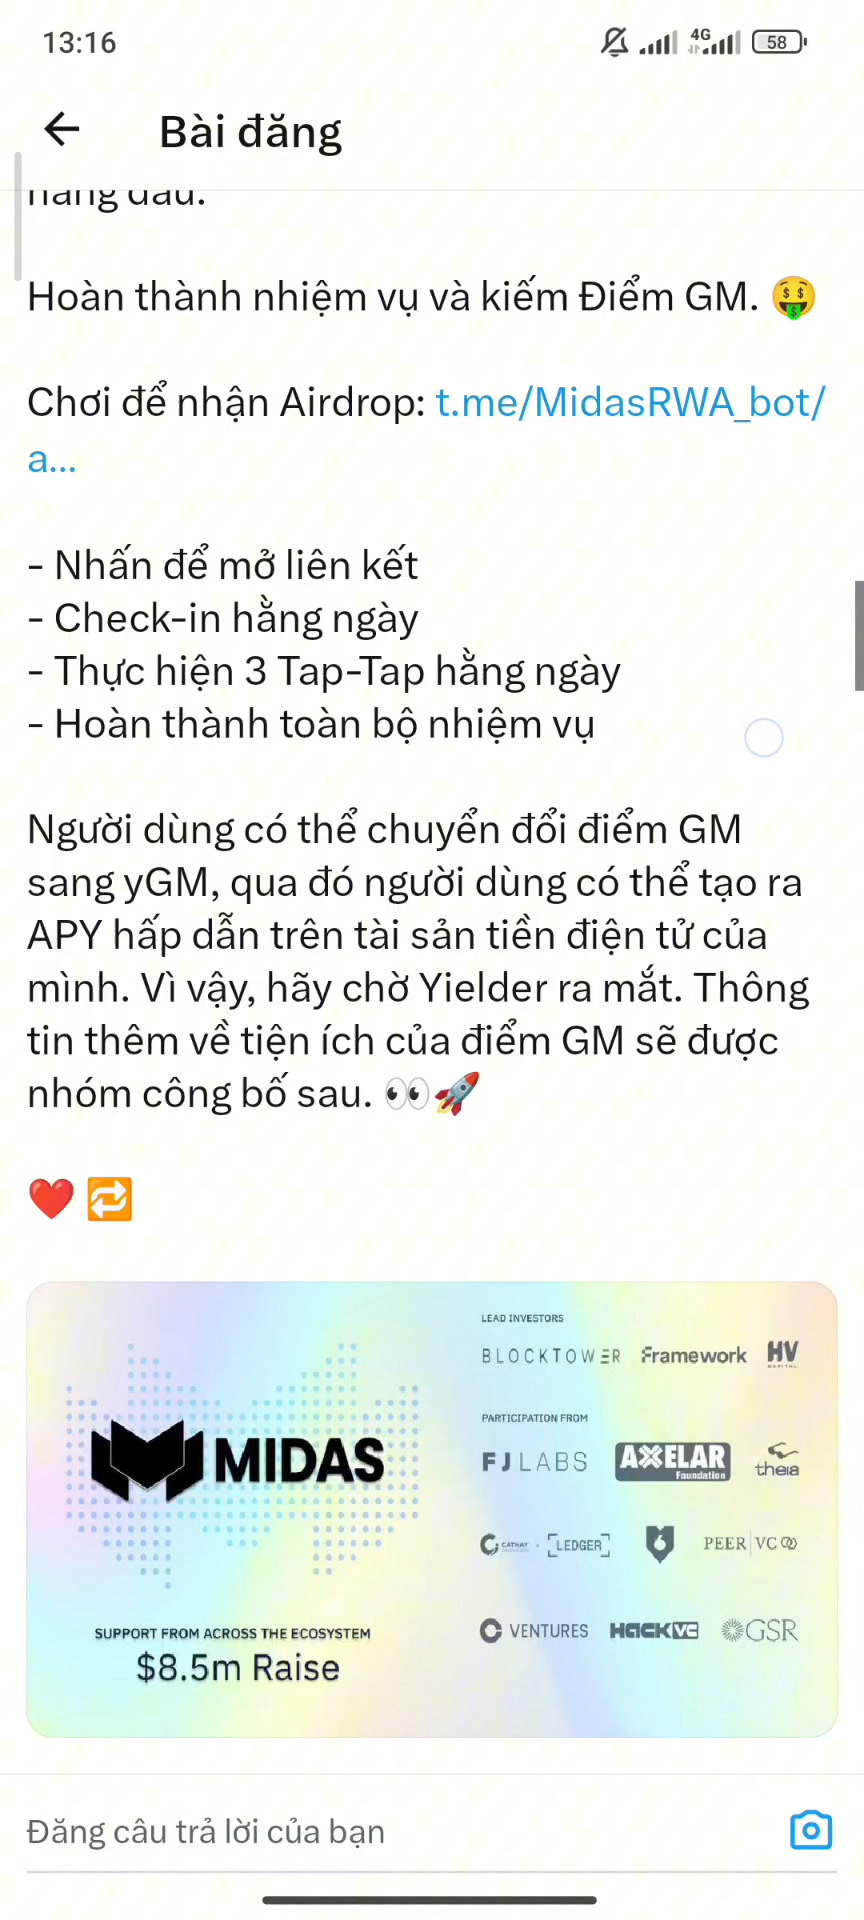 13:16
4G
58
Bài đăng
hàng đầu.
Hoàn thành nhiệm vụ và kiếm Điểm GM. 🤑
Chơi để nhận Airdrop: t.me/MidasRWA_bot/
a...
- Nhấn để mở liên kết
- Check-in hằng ngày
- Thực hiện 3 Tap-Tap hằng ngày
- Hoàn thành toàn bộ nhiệm vụ
Người dùng có thể chuyển đổi điểm GM
sang yGM, qua đó người dùng có thể tạo ra
APY hấp dẫn trên tài sản tiền điện tử của
mình. Vì vậy, hãy chờ Yielder ra mắt. Thông
tin thêm về tiện ích của điểm GM sẽ được
nhóm công bố sau. 👀🚀
❤️ 🔁
LEAD INVESTORS
BLOCKTOWER Framework HV CAPITAL
PARTICIPATION FROM
FJ LABS AXELAR Foundation theia
CATHAY LEDGER PEER VC
VENTURES HACK VC GSR
MIDAS
SUPPORT FROM ACROSS THE ECOSYSTEM
$8.5m Raise
Đăng câu trả lời của bạn